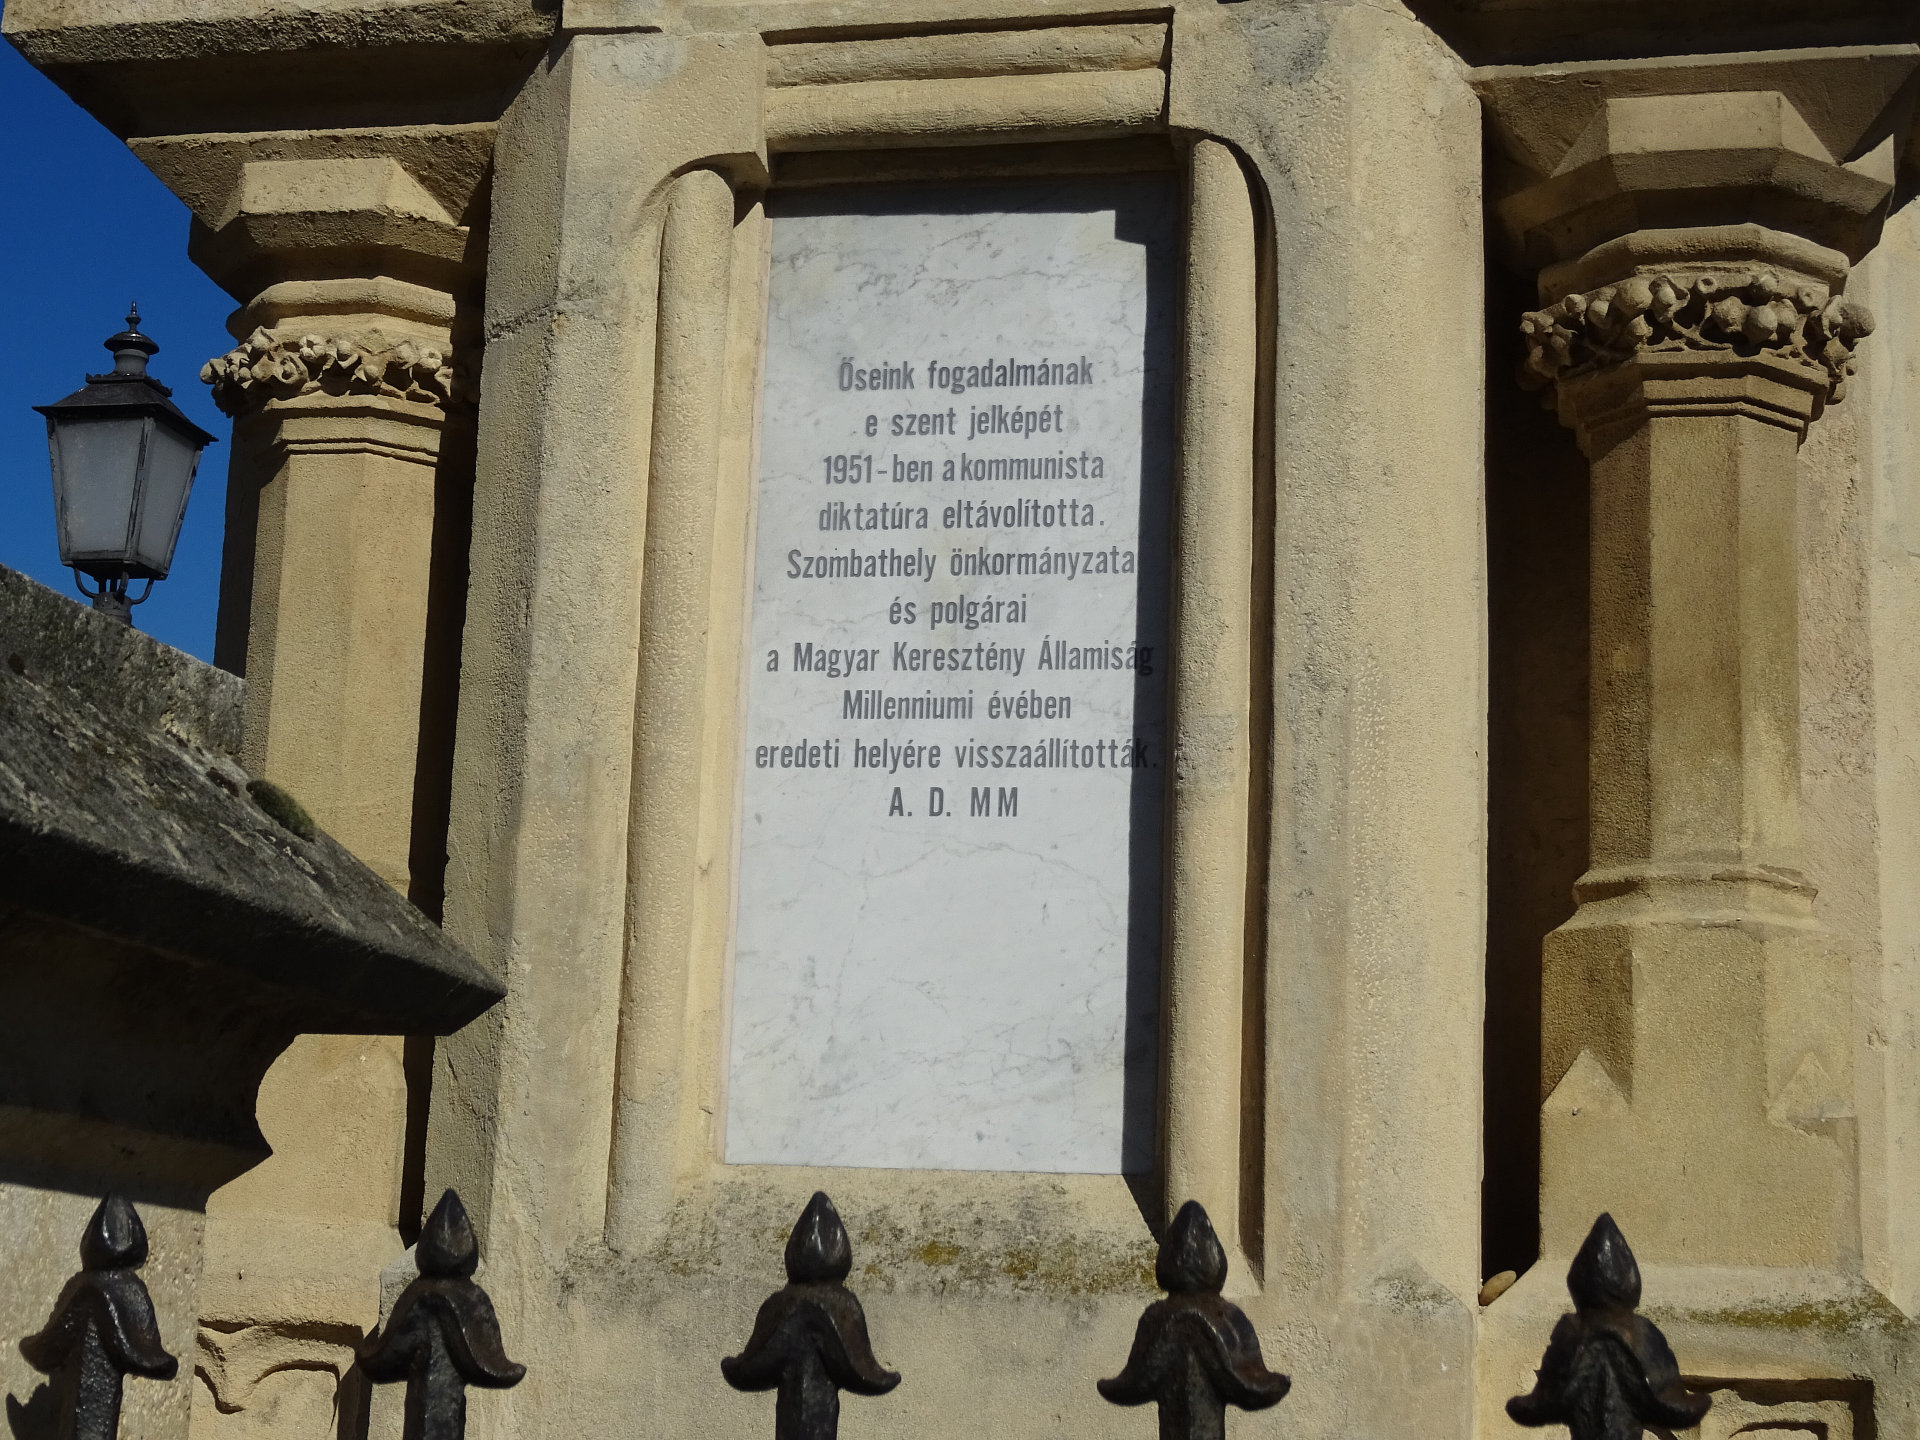 Őseink fogadalmának
e szent jelképét
1951-ben a kommunista
diktatúra eltávolította.
Szombathely önkormányzata
és polgárai
a Magyar Keresztény Államiság
Millenniumi évében
eredeti helyére visszaállították.
A. D. MM